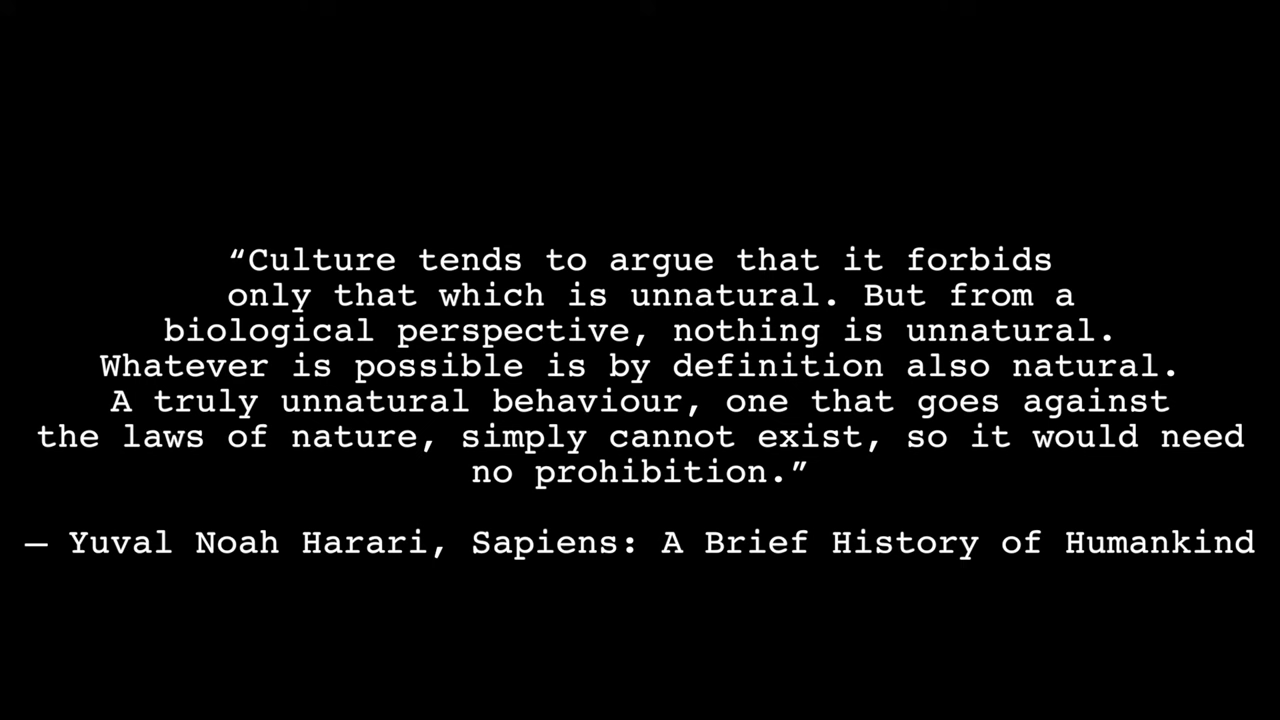 “Culture tends to argue that it forbids
only that which is unnatural. But from a
biological perspective, nothing is unnatural.
Whatever is possible is by definition also natural.
A truly unnatural behaviour, one that goes against
the laws of nature, simply cannot exist, so it would need
no prohibition.”
— Yuval Noah Harari, Sapiens: A Brief History of Humankind